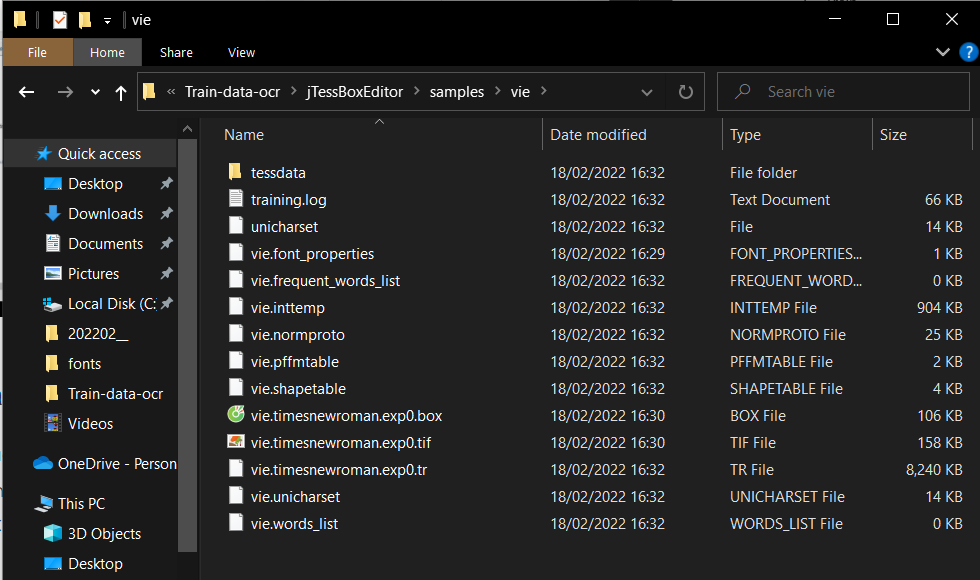 vie
File Home Share View
« Train-data-ocr > jTessBoxEditor > samples > vie > Search vie
Name Date modified Type Size
Quick access
Desktop
Downloads
Documents
Pictures
Local Disk (C:
202202__
fonts
Train-data-ocr
Videos
OneDrive - Person
This PC
3D Objects
Desktop
tessdata 18/02/2022 16:32 File folder
training.log 18/02/2022 16:32 Text Document 66 KB
unicharset 18/02/2022 16:32 File 14 KB
vie.font_properties 18/02/2022 16:29 FONT_PROPERTIES... 1 KB
vie.frequent_words_list 18/02/2022 16:32 FREQUENT_WORD... 0 KB
vie.inttemp 18/02/2022 16:32 INTTEMP File 904 KB
vie.normproto 18/02/2022 16:32 NORMPROTO File 25 KB
vie.pffmtable 18/02/2022 16:32 PFFMTABLE File 2 KB
vie.shapetable 18/02/2022 16:32 SHAPETABLE File 4 KB
vie.timesnewroman.exp0.box 18/02/2022 16:30 BOX File 106 KB
vie.timesnewroman.exp0.tif 18/02/2022 16:30 TIF File 158 KB
vie.timesnewroman.exp0.tr 18/02/2022 16:32 TR File 8,240 KB
vie.unicharset 18/02/2022 16:32 UNICHARSET File 14 KB
vie.words_list 18/02/2022 16:32 WORDS_LIST File 0 KB